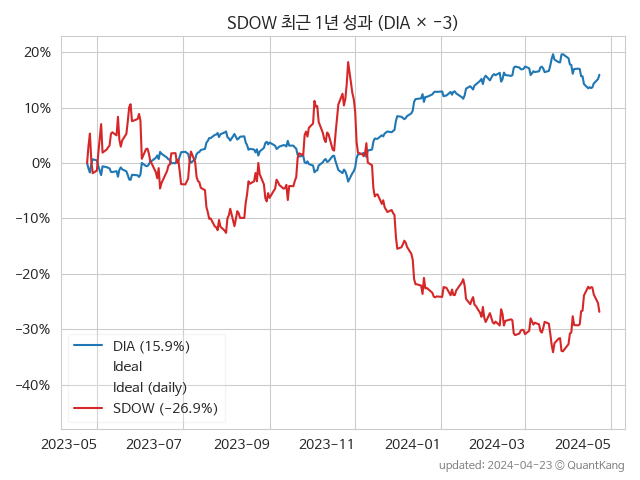 SDOW 최근 1년 성과 (DIA × −3)
20%
10%
0%
−10%
−20%
−30%
−40%
DIA (15.9%)
Ideal
Ideal (daily)
SDOW (−26.9%)
2023-05
2023-07
2023-09
2023-11
2024-01
2024-03
2024-05
updated: 2024-04-23 © QuantKang